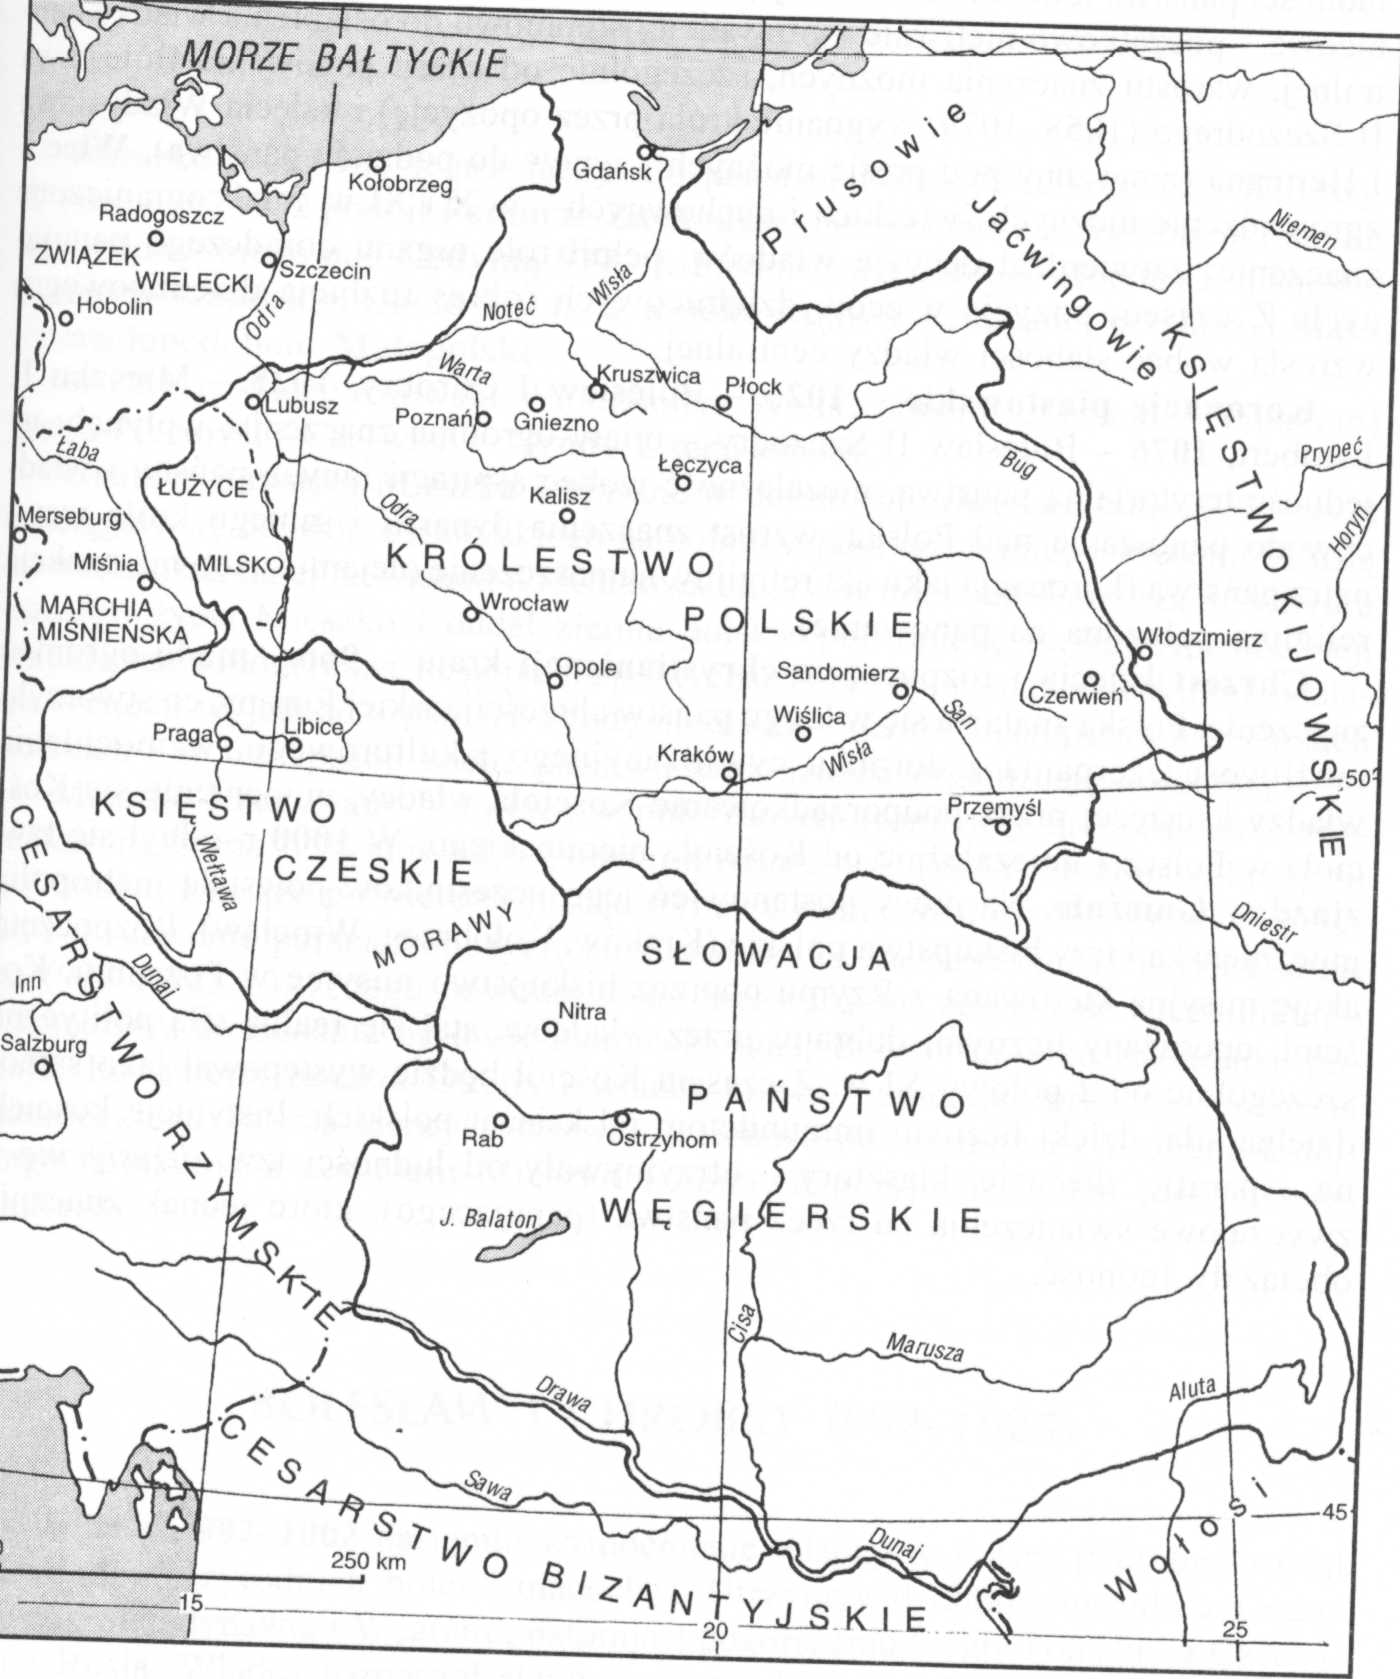 MORZE BAŁTYCKIE
Gdańsk
Kołobrzeg
Prusowie
Jaćwingowie
Niemen
Radogoszcz
ZWIĄZEK
WIELECKI
Szczecin
Hobolin
Odra
Wisła
Noteć
Warta
Kruszwica
Płock
Lubusz
Poznań
Gniezno
KSIĘSTWO KIJOWSKIE
Łaba
Łęczyca
Bug
Prypeć
ŁUŻYCE
Kalisz
Odra
Merseburg
Horyń
Miśnia
MILSKO
KRÓLESTWO
POLSKIE
MARCHIA
MIŚNIEŃSKA
Wrocław
Włodzimierz
Opole
Sandomierz
Czerwień
Wiślica
San
Praga
Libice
Kraków
Wisła
50°
Przemyśl
KSIĘSTWO
CZESKIE
Wełtawa
CESARSTWO RZYMSKIE
MORAWY
SŁOWACJA
Dniestr
Dunaj
Inn
Nitra
Salzburg
PAŃSTWO
WĘGIERSKIE
Rab
Ostrzyhom
J. Balaton
Cisa
Marusza
Aluta
Drawa
Sawa
CESARSTWO BIZANTYJSKIE
Dunaj
Wołosi
45
250 km
15
20
25